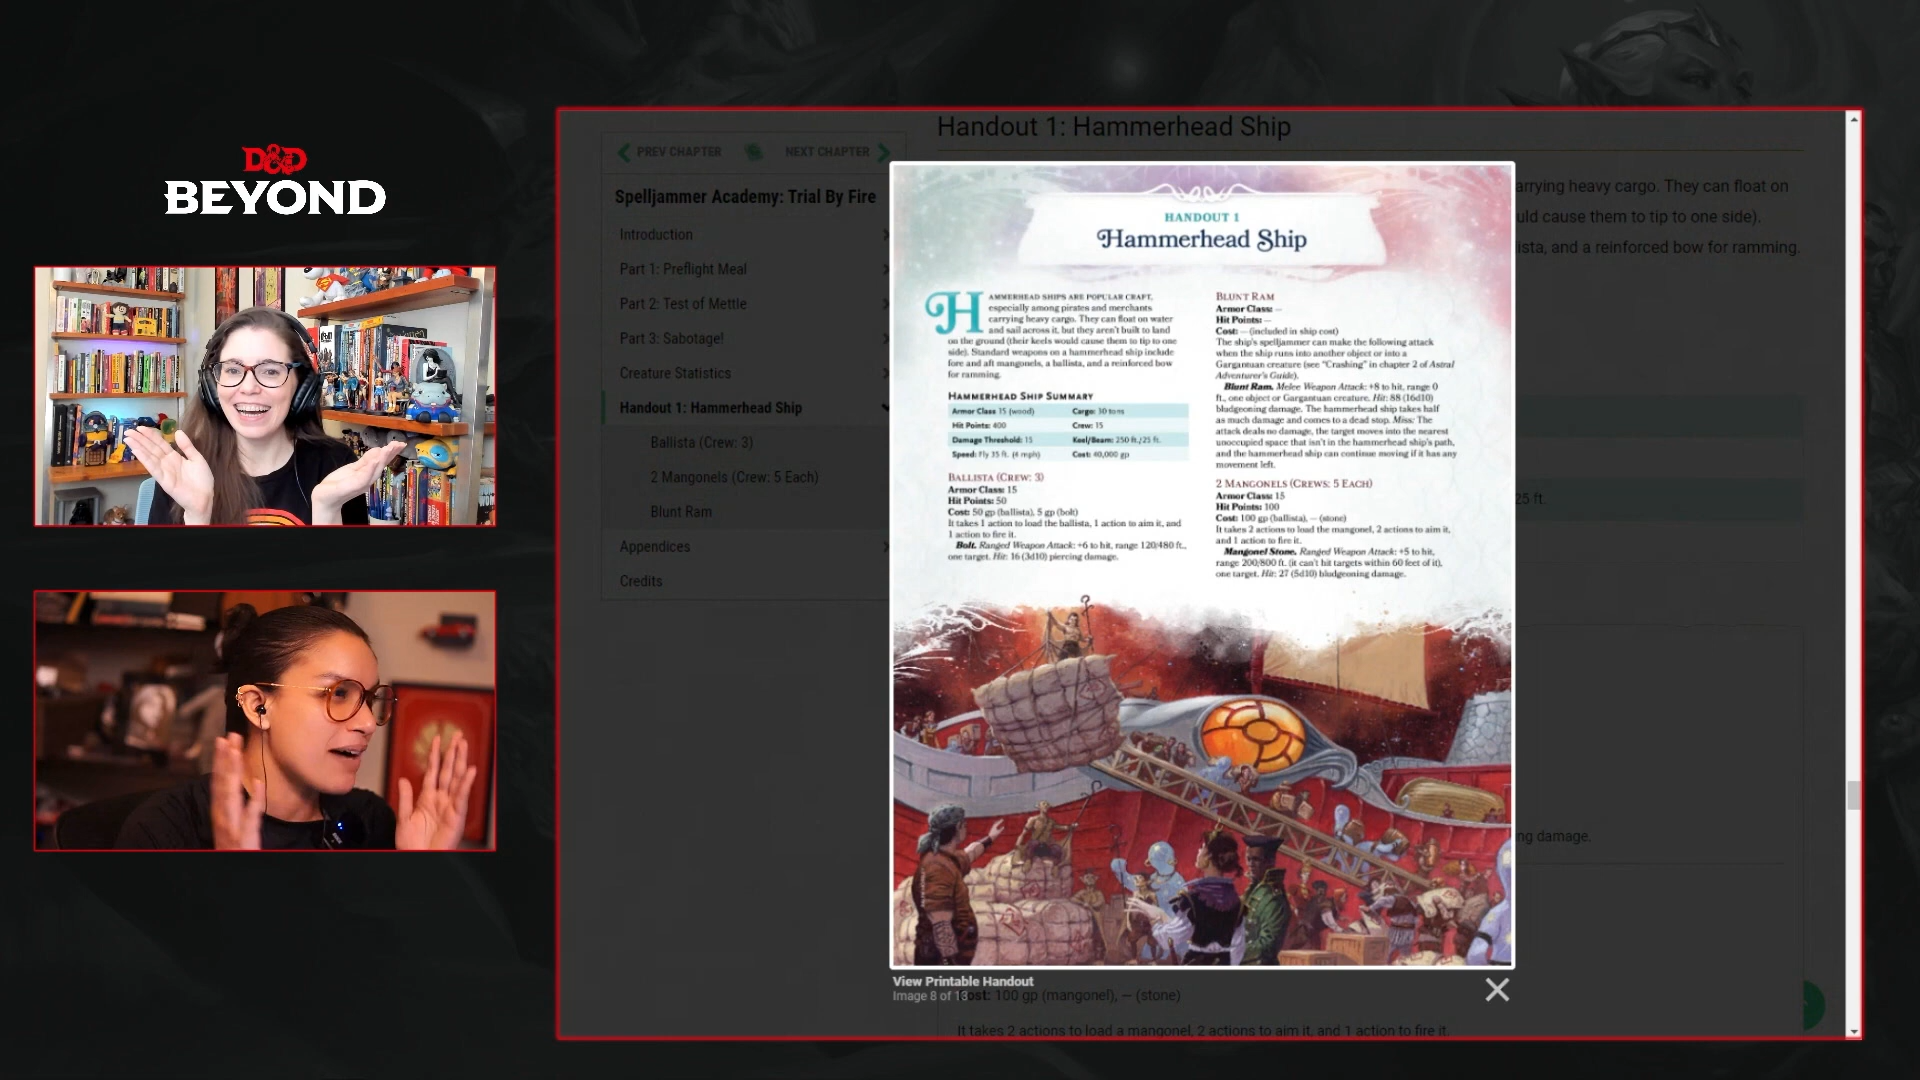 D&D
BEYOND
PREV CHAPTER
NEXT CHAPTER
Spelljammer Academy: Trial By Fire
Introduction
Part 1: Preflight Meal
Part 2: Test of Mettle
Part 3: Sabotage!
Creature Statistics
Handout 1: Hammerhead Ship
Ballista (Crew: 3)
2 Mangonels (Crew: 5 Each)
Blunt Ram
Appendices
Credits
Handout 1: Hammerhead Ship
arrying heavy cargo. They can float on
uld cause them to tip to one side).
ista, and a reinforced bow for ramming.
25 ft.
ng damage.
HANDOUT 1
Hammerhead Ship
HAMMERHEAD SHIPS ARE POPULAR CRAFT,
especially among pirates and merchants
carrying heavy cargo. They can float on water
and sail across it, but they aren't built to land
on the ground (their keels would cause them to tip to one
side). Standard weapons on a hammerhead ship include
fore and aft mangonels, a ballista, and a reinforced bow
for ramming.
HAMMERHEAD SHIP SUMMARY
Armor Class 15 (wood) Cargo: 30 tons
Hit Points: 400 Crew: 15
Damage Threshold: 15 Keel/Beam: 250 ft./25 ft.
Speed: Fly 35 ft. (4 mph) Cost: 40,000 gp
BALLISTA (CREW: 3)
Armor Class: 15
Hit Points: 50
Cost: 50 gp (ballista), 5 gp (bolt)
It takes 1 action to load the ballista, 1 action to aim it, and
1 action to fire it.
Bolt. Ranged Weapon Attack: +6 to hit, range 120/480 ft.,
one target. Hit: 16 (3d10) piercing damage.
BLUNT RAM
Armor Class: —
Hit Points: —
Cost: — (included in ship cost)
The ship's spelljammer can make the following attack
when the ship runs into another object or into a
Gargantuan creature (see "Crashing" in chapter 2 of Astral
Adventurer's Guide).
Blunt Ram. Melee Weapon Attack: +8 to hit, range 0
ft., one object or Gargantuan creature. Hit: 88 (16d10)
bludgeoning damage. The hammerhead ship takes half
as much damage and comes to a dead stop. Miss: The
attack deals no damage, the target moves into the nearest
unoccupied space that isn't in the hammerhead ship's path,
and the hammerhead ship can continue moving if it has any
movement left.
2 MANGONELS (CREWS: 5 EACH)
Armor Class: 15
Hit Points: 100
Cost: 100 gp (ballista), — (stone)
It takes 2 actions to load the mangonel, 2 actions to aim it,
and 1 action to fire it.
Mangonel Stone. Ranged Weapon Attack: +5 to hit,
range 200/800 ft. (it can't hit targets within 60 feet of it),
one target. Hit: 27 (5d10) bludgeoning damage.
View Printable Handout
Image 8 of 13
Cost: 100 gp (mangonel), — (stone)
It takes 2 actions to load a mangonel, 2 actions to aim it, and 1 action to fire it.